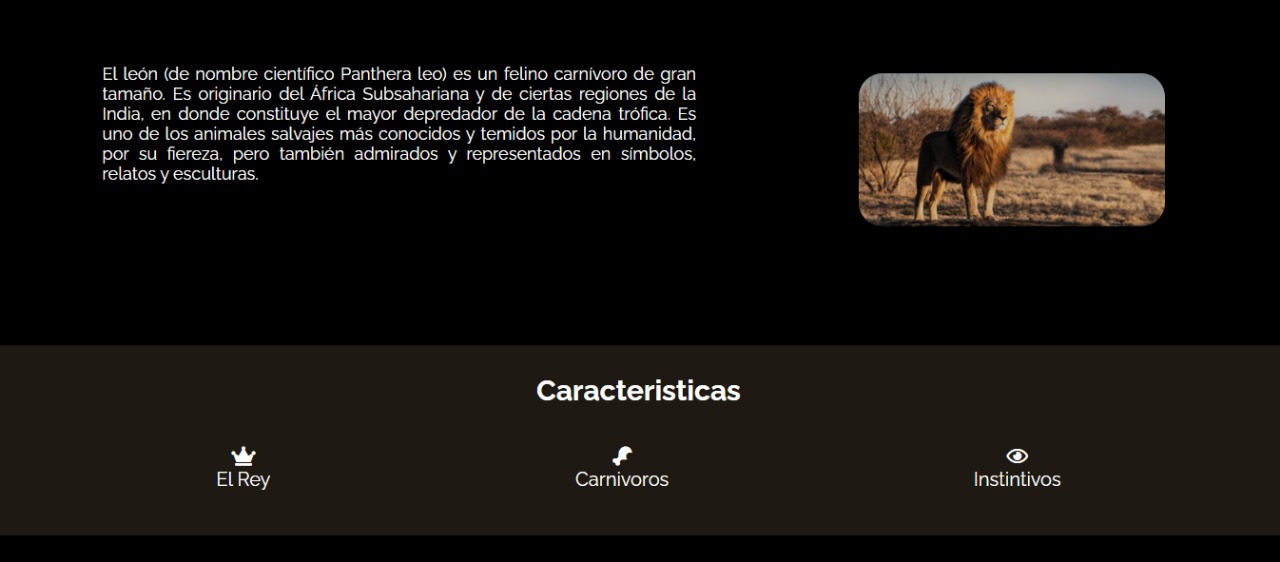 El león (de nombre científico Panthera leo) es un felino carnívoro de gran
tamaño. Es originario del África Subsahariana y de ciertas regiones de la
India, en donde constituye el mayor depredador de la cadena trófica. Es
uno de los animales salvajes más conocidos y temidos por la humanidad,
por su fiereza, pero también admirados y representados en símbolos,
relatos y esculturas.
Caracteristicas
El Rey
Carnivoros
Instintivos